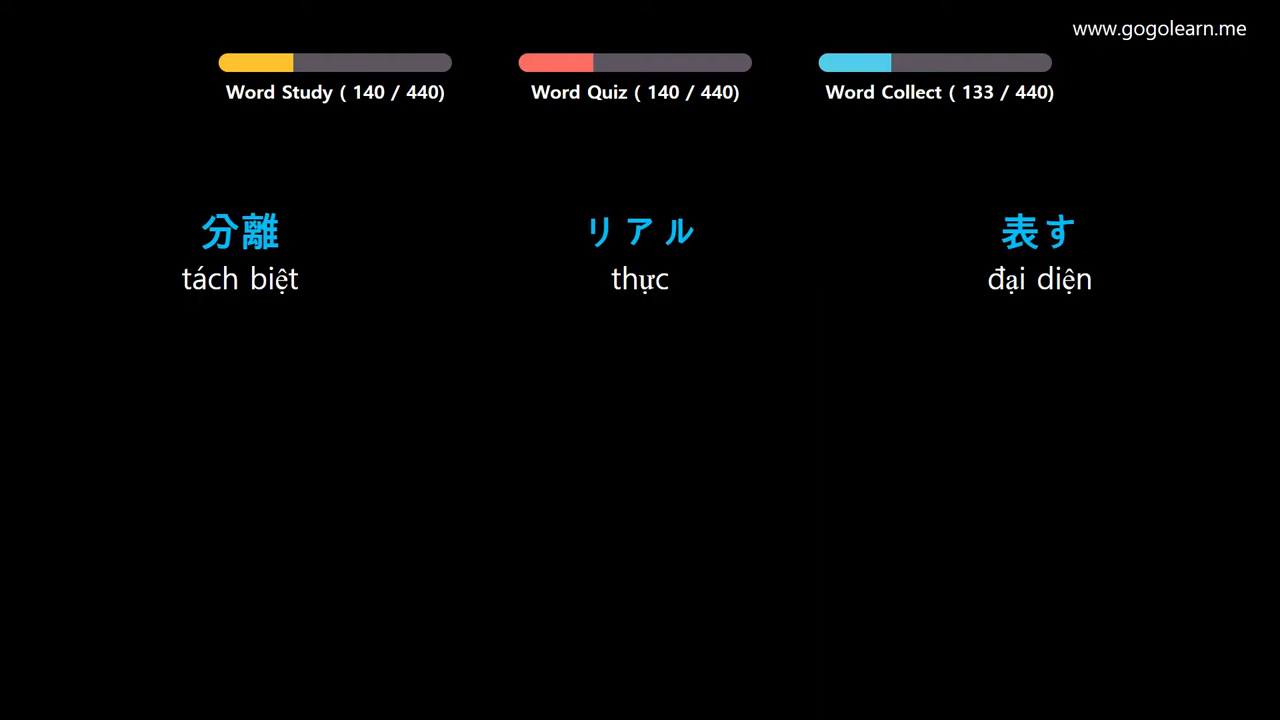 www.gogolearn.me
Word Study ( 140 / 440)
Word Quiz ( 140 / 440)
Word Collect ( 133 / 440)
分離
tách biệt
リアル
thực
表す
đại diện